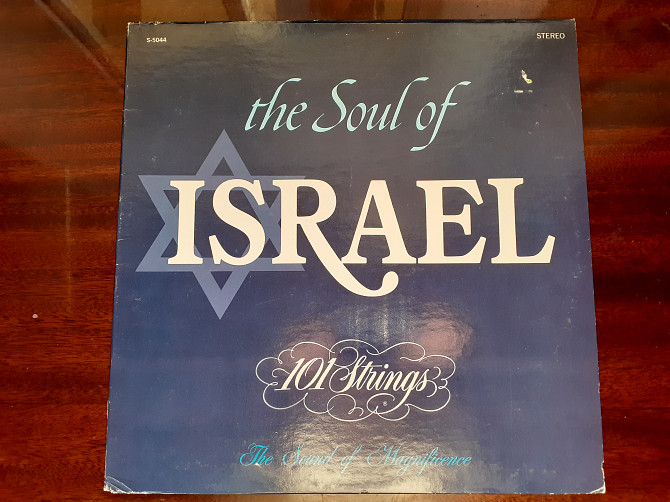 S-5044
STEREO
the Soul of
ISRAEL
101 Strings
®
The Sound of Magnificence